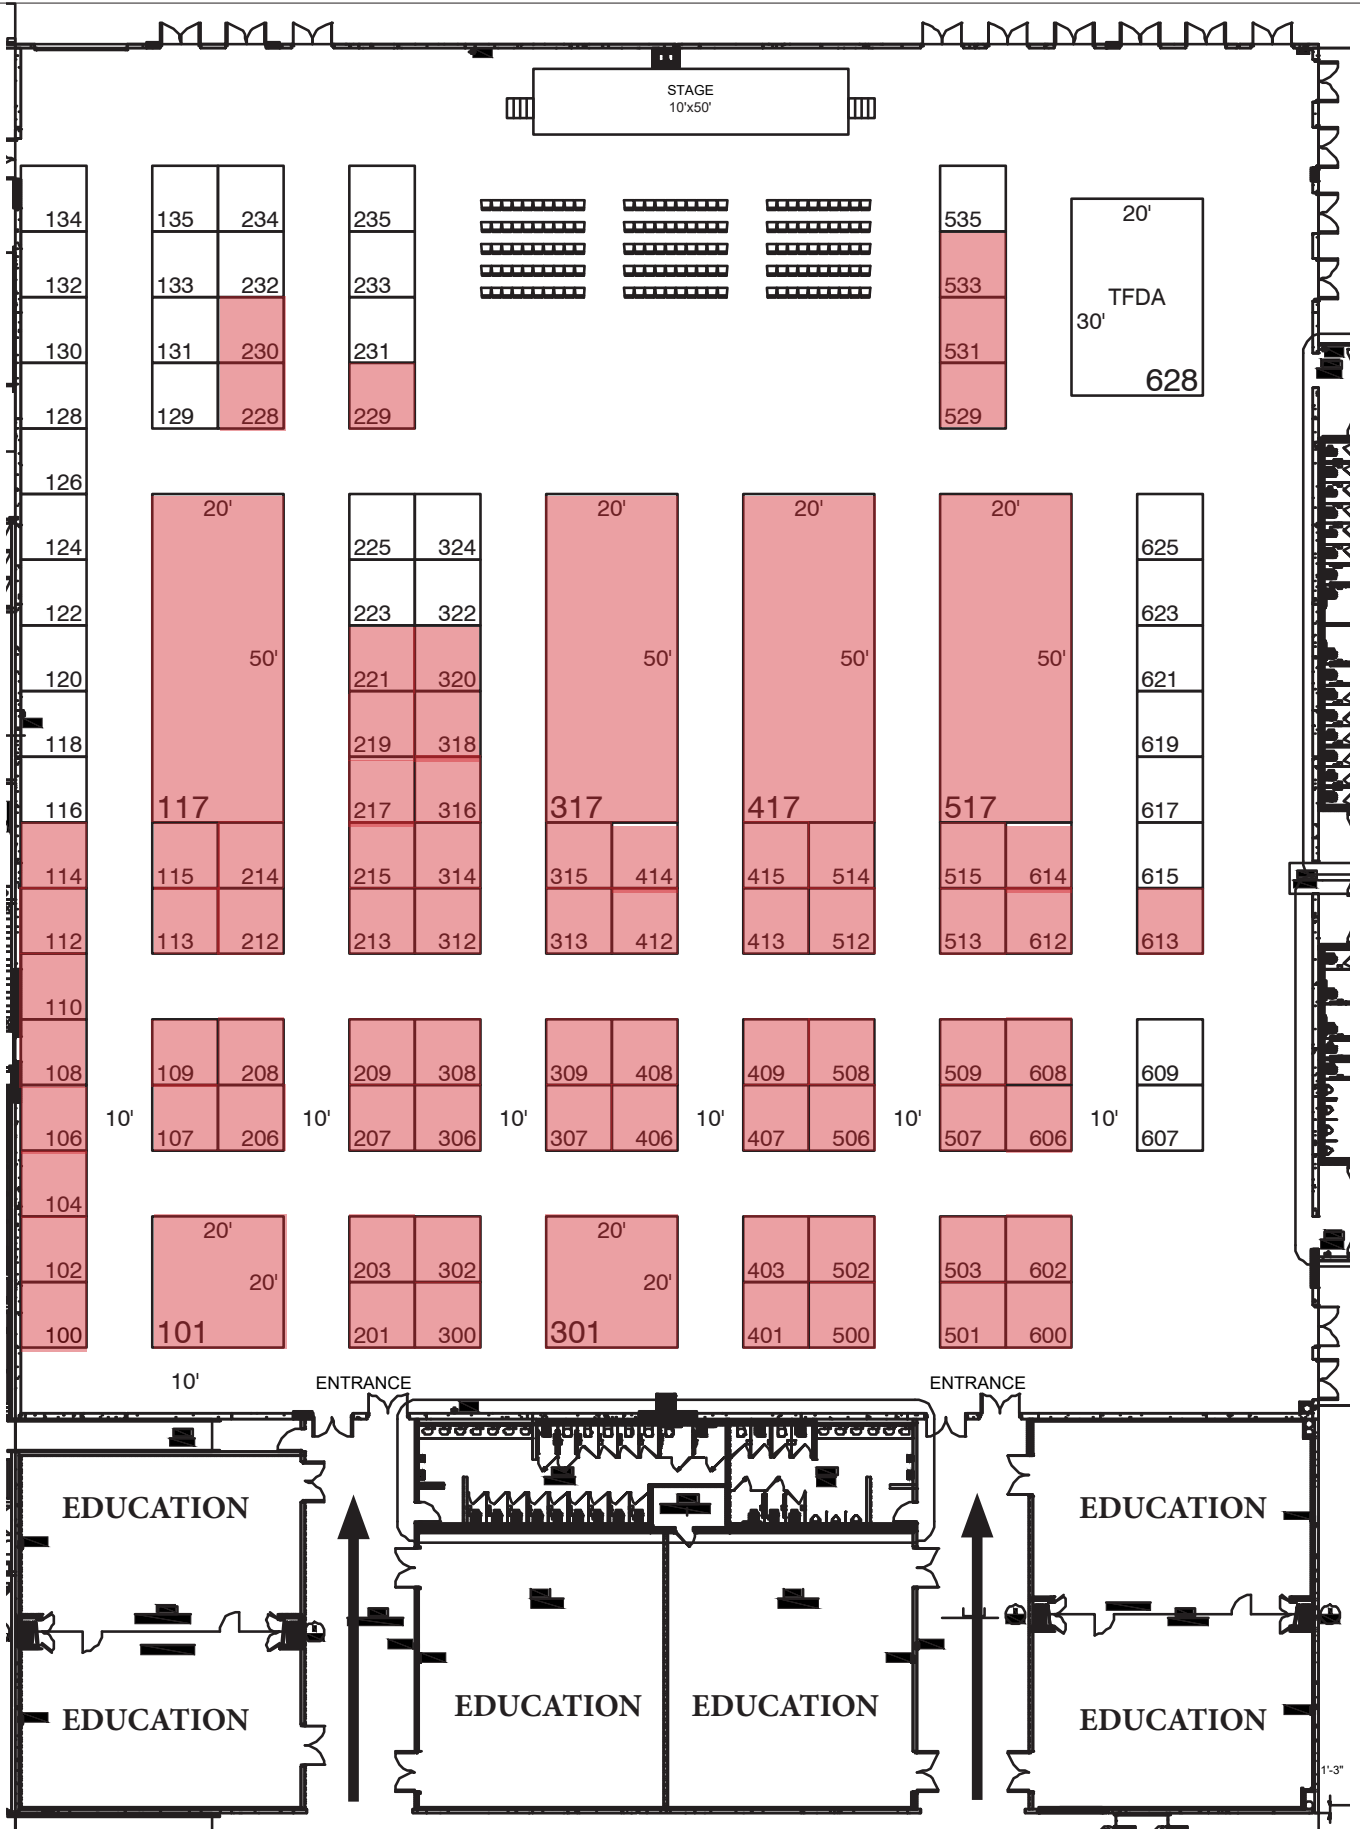 STAGE
10'x50'
134 135 234 235 535
20'
132 133 232 233 533
TFDA
30'
130 131 230 231 531
628
128 129 228 229 529
126
20' 20' 20' 20'
124 225 324 625
122 223 322 623
50' 50' 50' 50'
120 221 320 621
118 219 318 619
116 117 217 316 317 417 517 617
114 115 214 215 314 315 414 415 514 515 614 615
112 113 212 213 312 313 412 413 512 513 612 613
110
108 109 208 209 308 309 408 409 508 509 608 609
10' 10' 10' 10' 10' 10'
106 107 206 207 306 307 406 407 506 507 606 607
104
20' 20'
102 203 302 403 502 503 602
20' 20'
100 101 201 300 301 401 500 501 600
10' ENTRANCE ENTRANCE
EDUCATION EDUCATION
EDUCATION EDUCATION EDUCATION EDUCATION
1'-3"